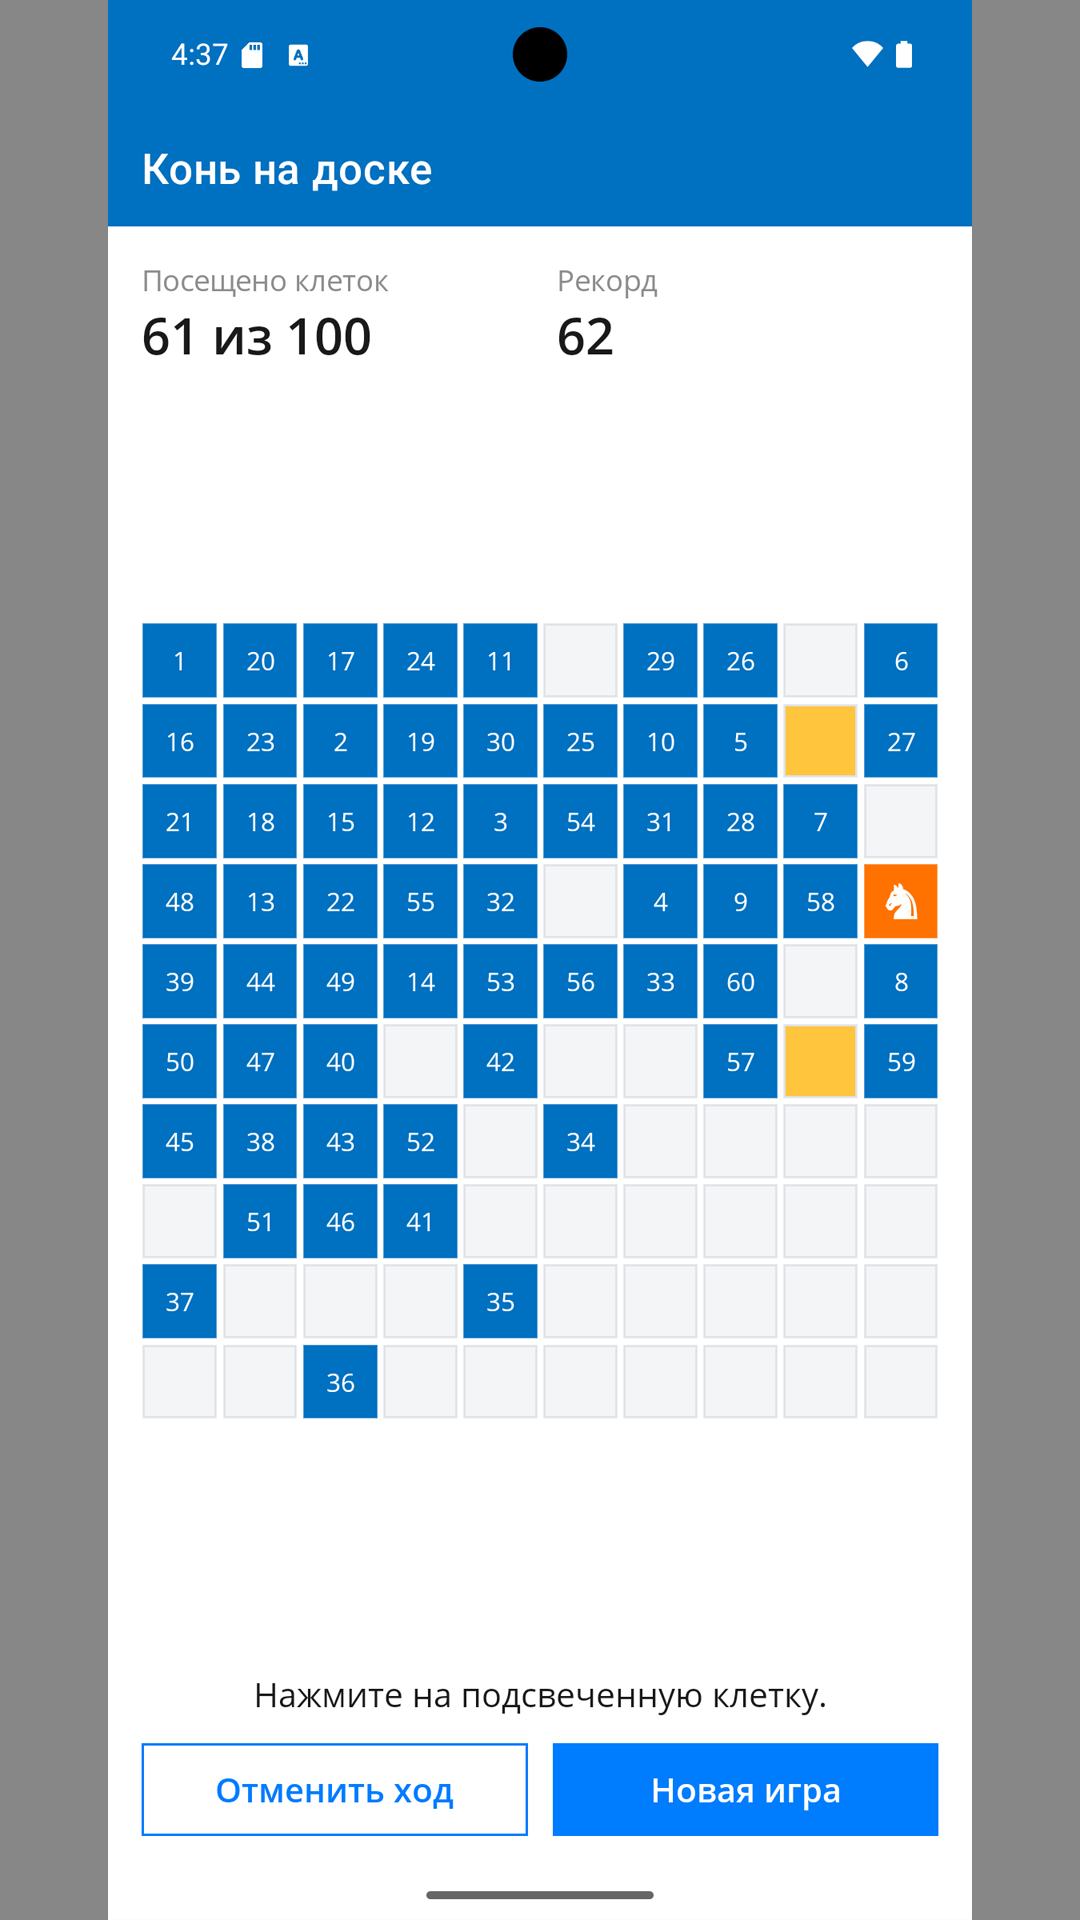 4:37
Конь на доске
Посещено клеток Рекорд
61 из 100 62
1 20 17 24 11 29 26 6
16 23 2 19 30 25 10 5 27
21 18 15 12 3 54 31 28 7
48 13 22 55 32 4 9 58
39 44 49 14 53 56 33 60 8
50 47 40 42 57 59
45 38 43 52 34
51 46 41
37 35
36
Нажмите на подсвеченную клетку.
Отменить ход Новая игра